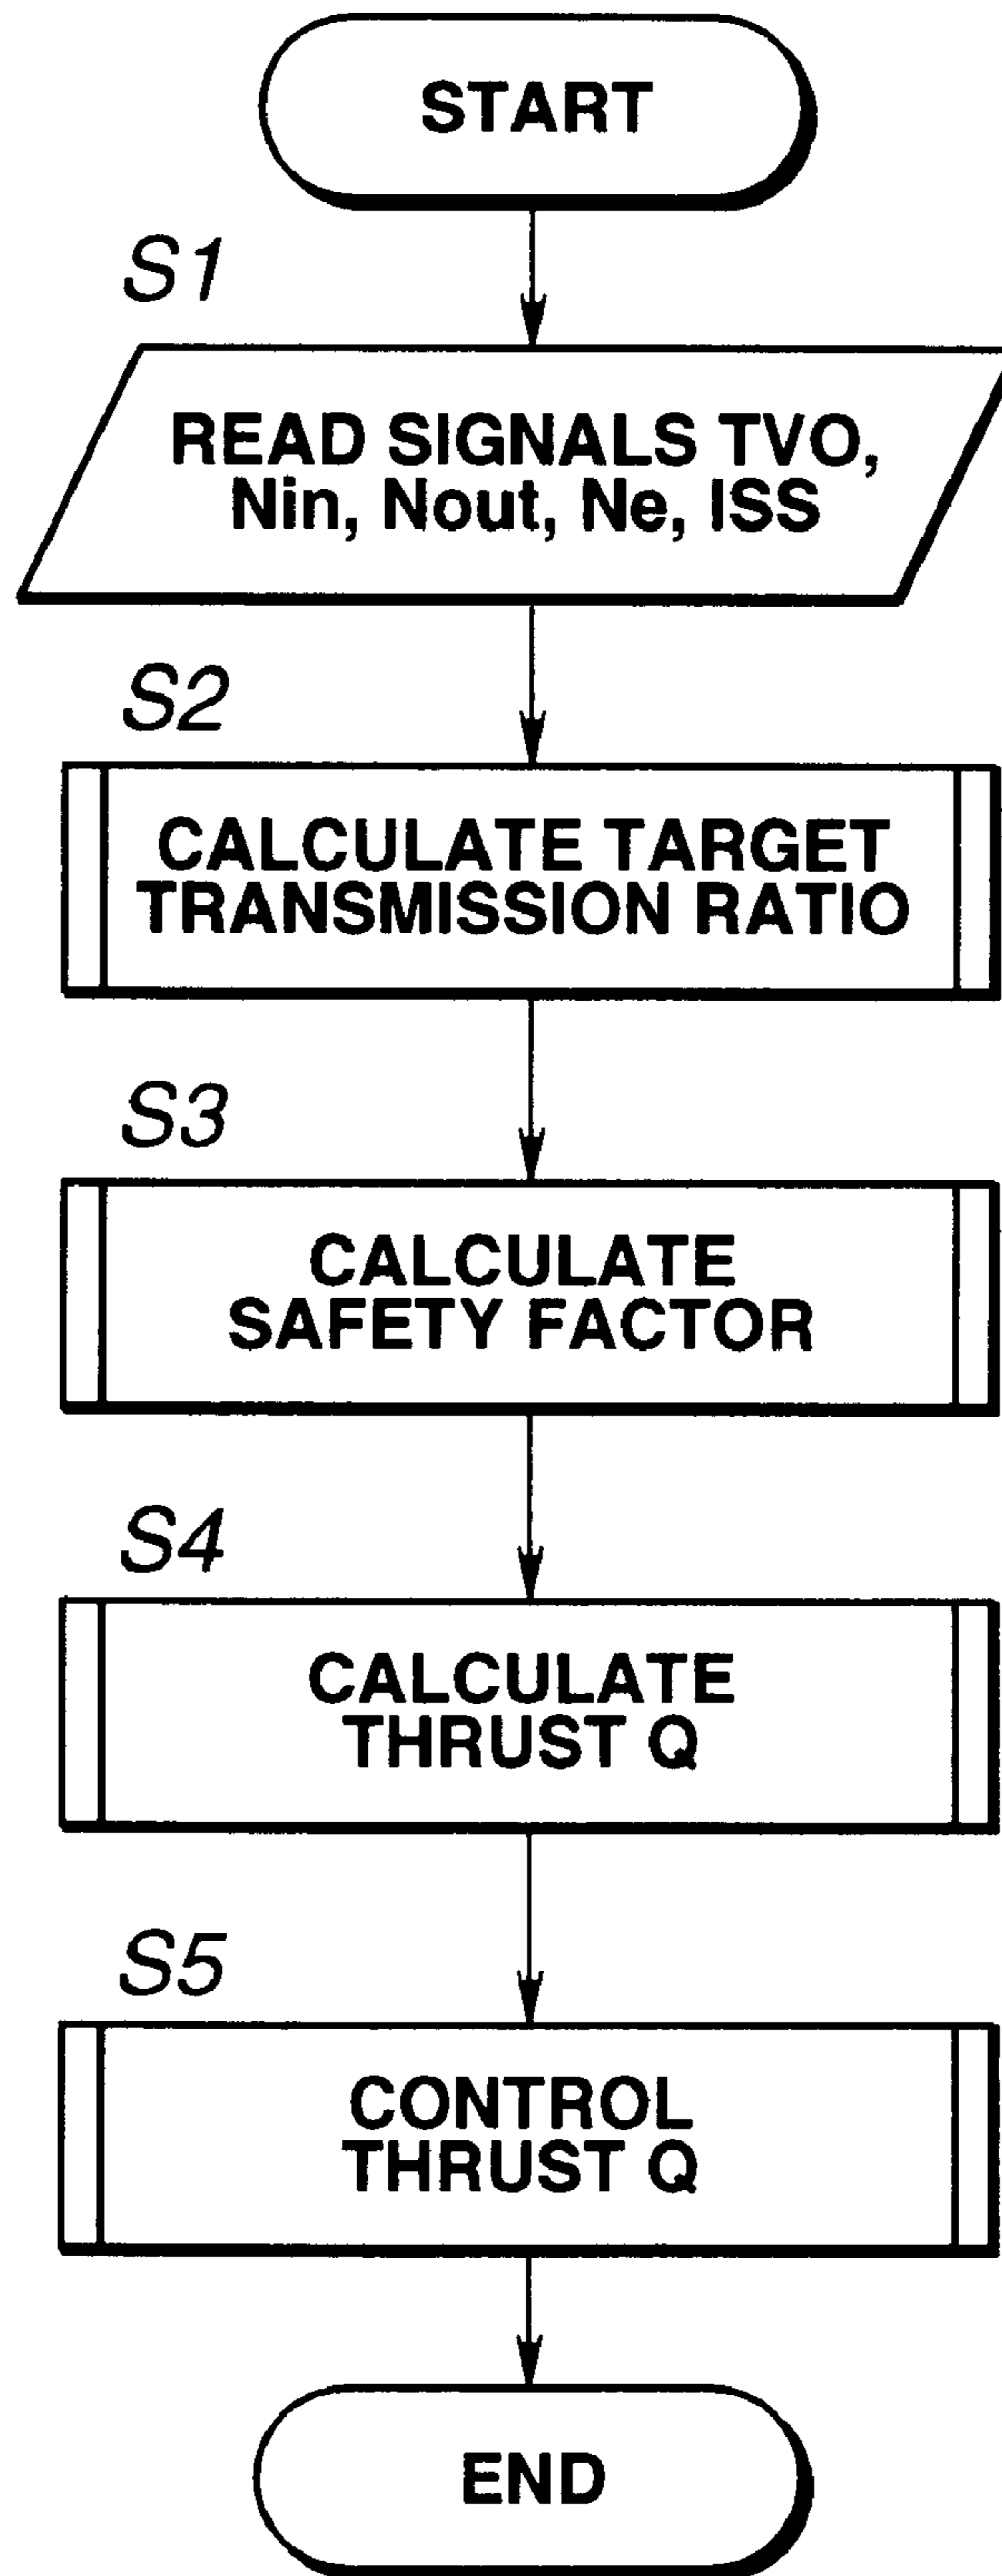 START
S1
READ SIGNALS TVO,
Nin, Nout, Ne, ISS
S2
CALCULATE TARGET
TRANSMISSION RATIO
S3
CALCULATE
SAFETY FACTOR
S4
CALCULATE
THRUST Q
S5
CONTROL
THRUST Q
END